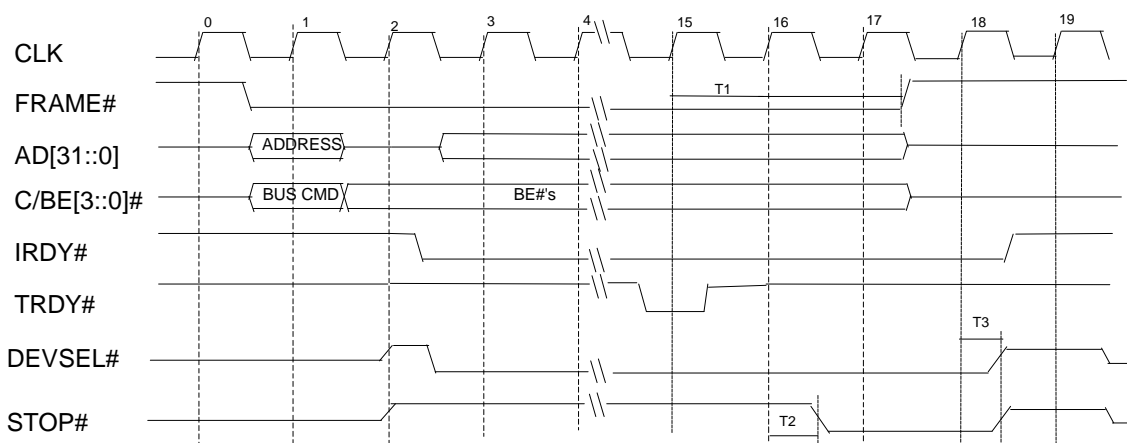 0 1 2 3 4 15 16 17 18 19
CLK
T1
FRAME#
ADDRESS
AD[31::0]
BUS CMD BE#'s
C/BE[3::0]#
IRDY#
TRDY#
T3
DEVSEL#
T2
STOP#